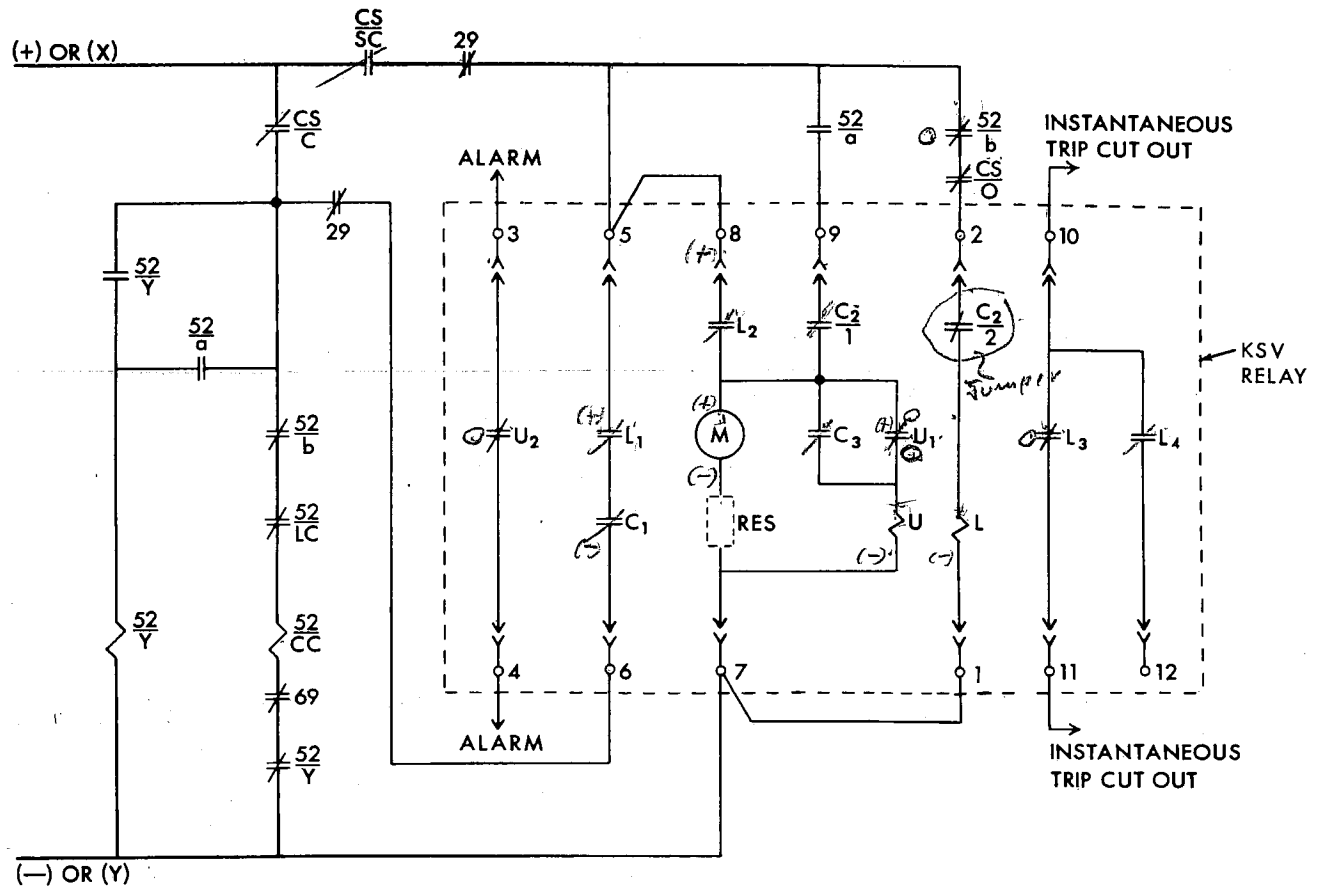 CS
SC
29
(+) OR (X)
CS
C
52
a
52
b
CS
O
INSTANTANEOUS
TRIP CUT OUT
ALARM
29
3
5
8
9
2
10
(+)
52
Y
52
a
L2
C2
1
C2
2
KSV
RELAY
Jumper
52
b
U2
(+)
L1
(+)
M
(-)
C3
(+)
U1
L3
L4
52
LC
C1
(-)
RES
U
(-)
L
(-)
52
Y
52
CC
69
52
Y
4
6
7
1
11
12
ALARM
INSTANTANEOUS
TRIP CUT OUT
(—) OR (Y)